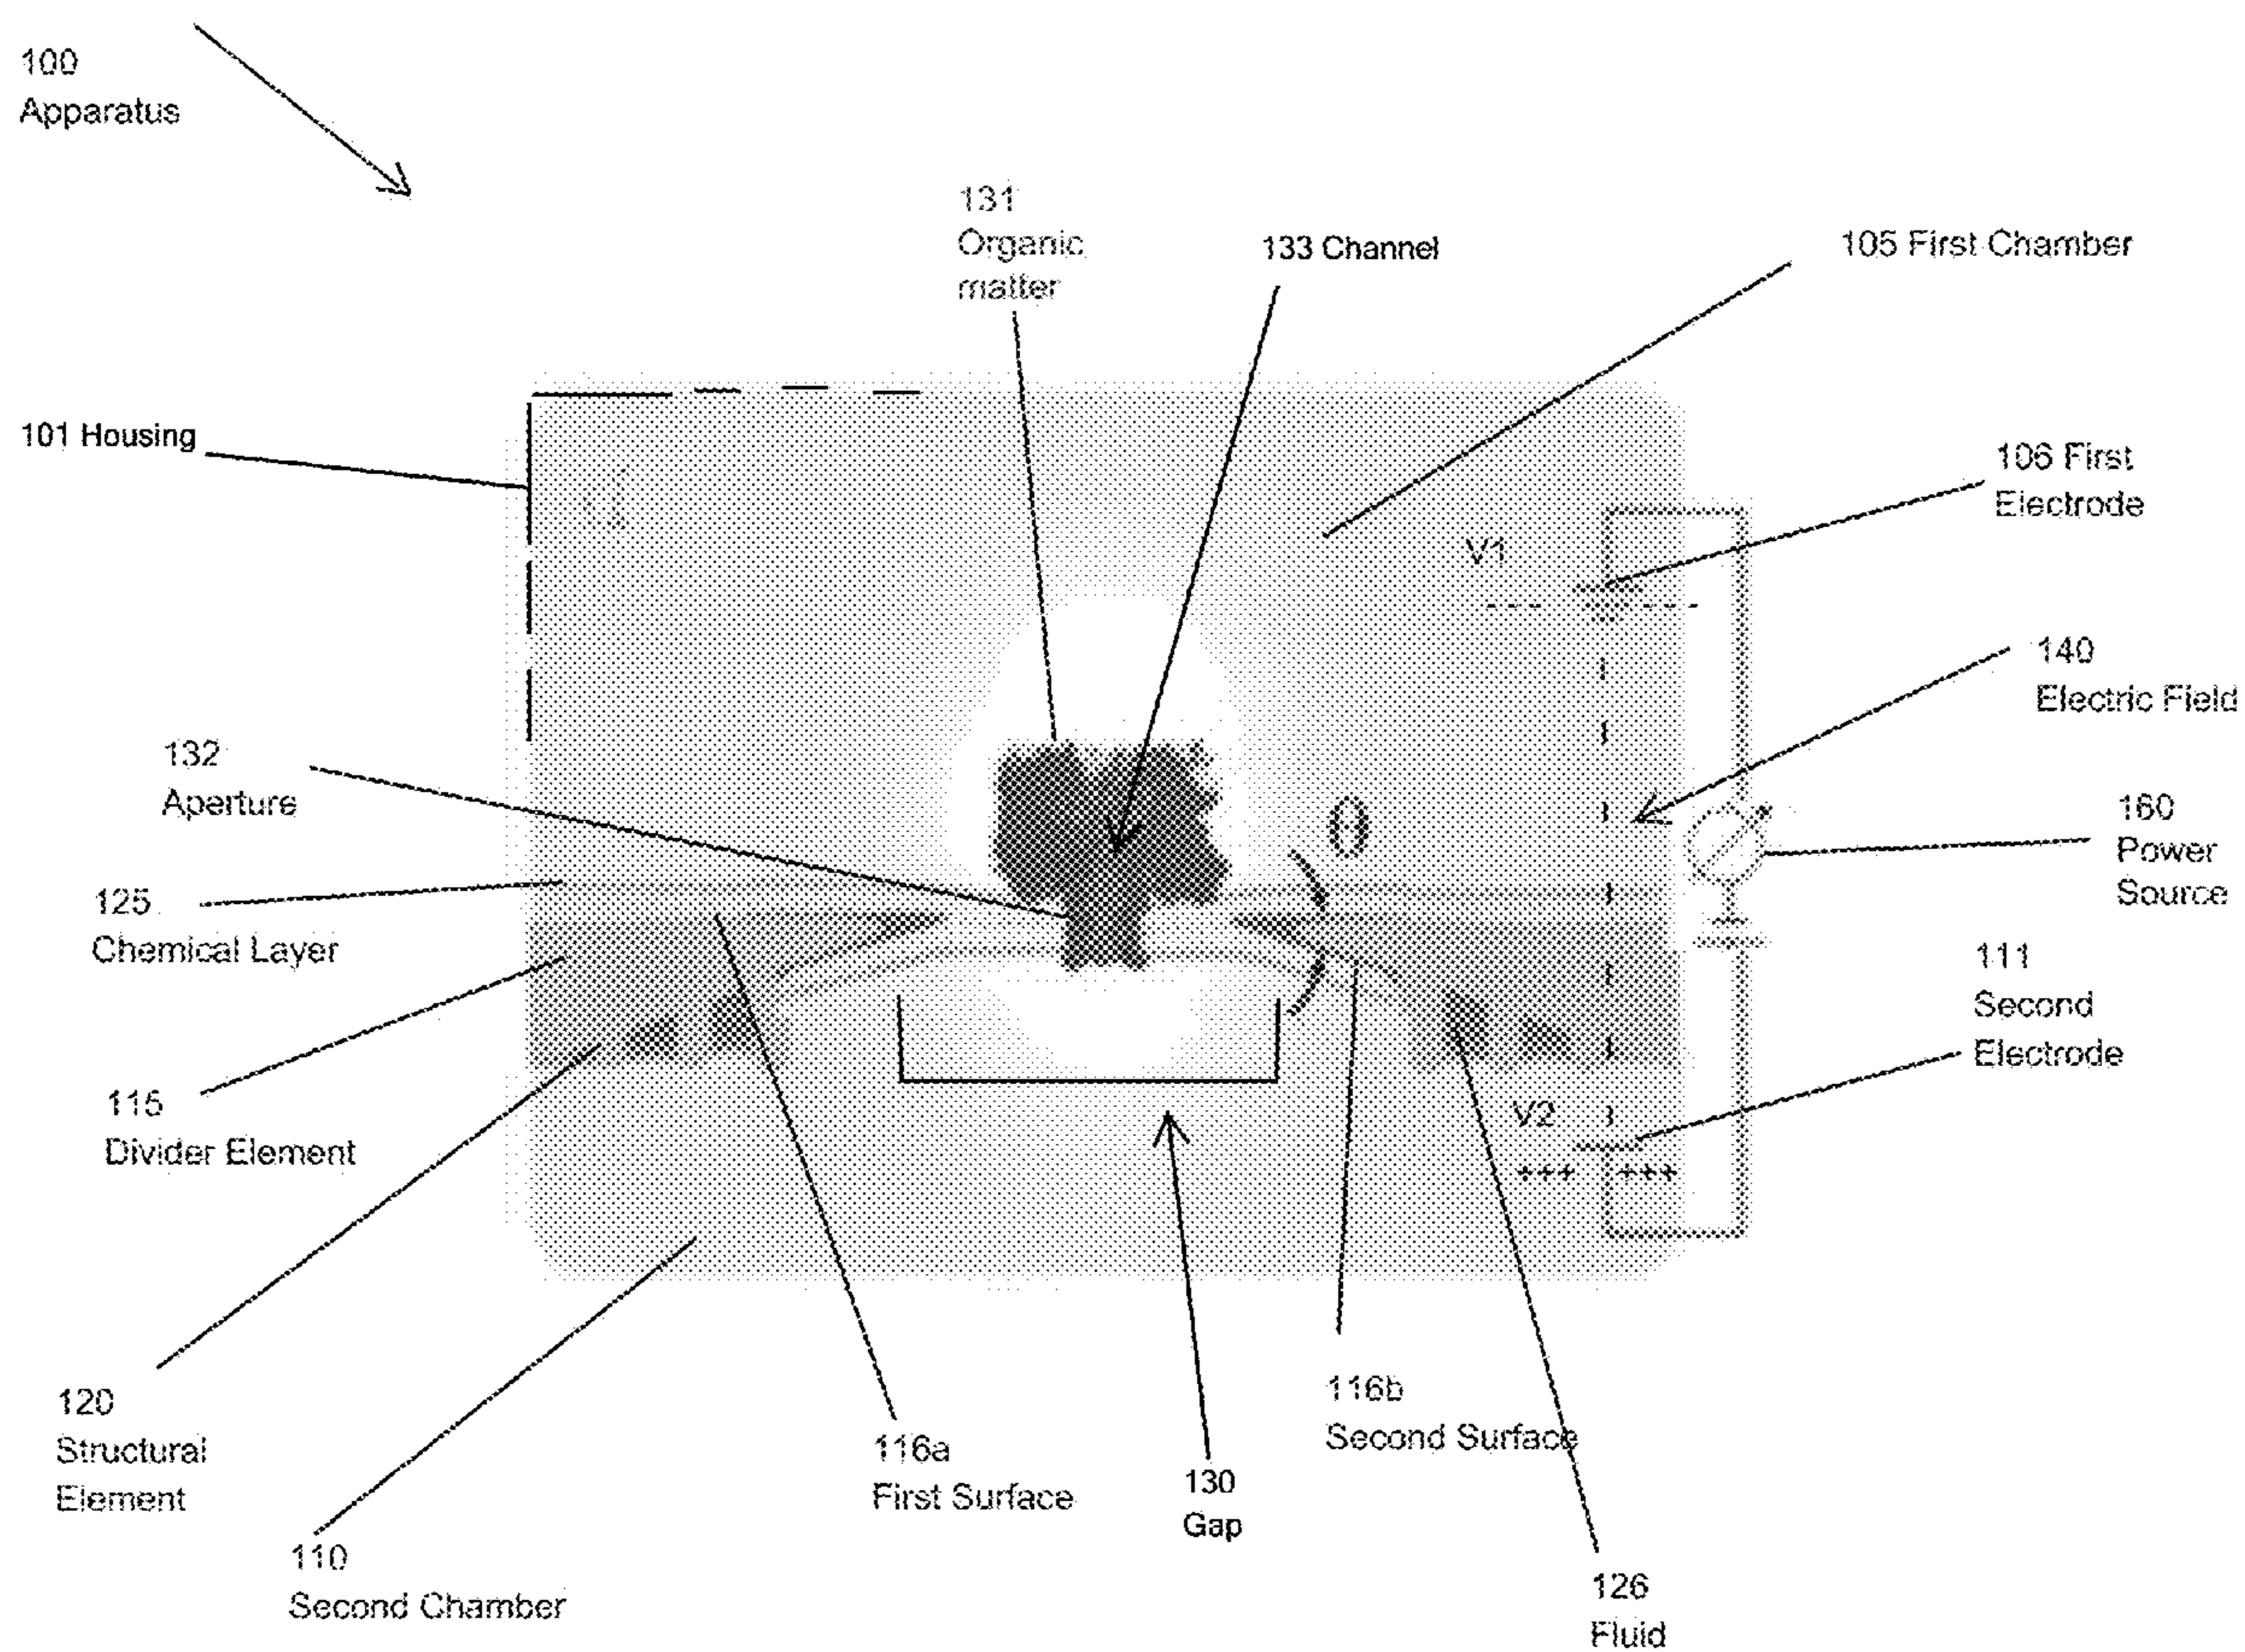 100
Apparatus
131
Organic
matter
133 Channel
105 First Chamber
101 Housing
106 First
Electrode
V1
140
Electric Field
132
Aperture
θ
160
Power
Source
125
Chemical Layer
111
Second
Electrode
115
Divider Element
V2
+++ +++
120
Structural
Element
116a
First Surface
116b
Second Surface
130
Gap
110
Second Chamber
126
Fluid